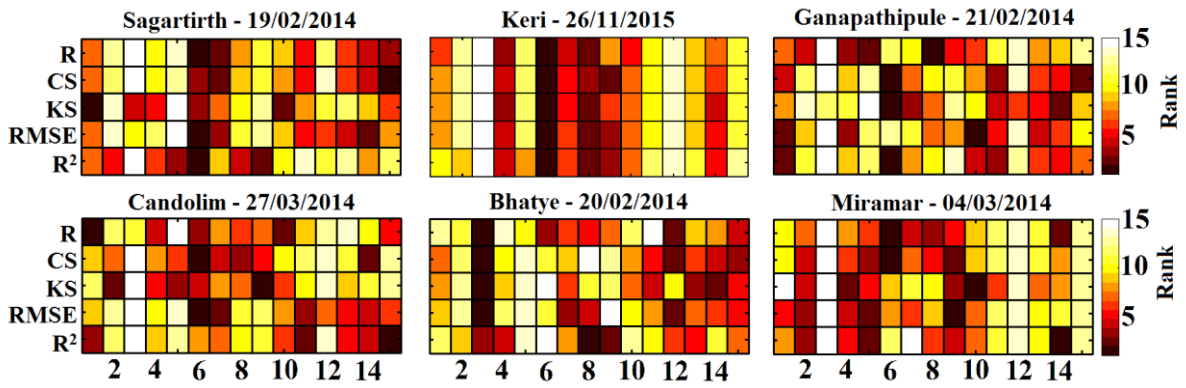 Sagartirth - 19/02/2014
Keri - 26/11/2015
Ganapathipule - 21/02/2014
R
CS
KS
RMSE
R²
15
10
5
Rank
Candolim - 27/03/2014
Bhatye - 20/02/2014
Miramar - 04/03/2014
R
CS
KS
RMSE
R²
15
10
5
Rank
2 4 6 8 10 12 14
2 4 6 8 10 12 14
2 4 6 8 10 12 14